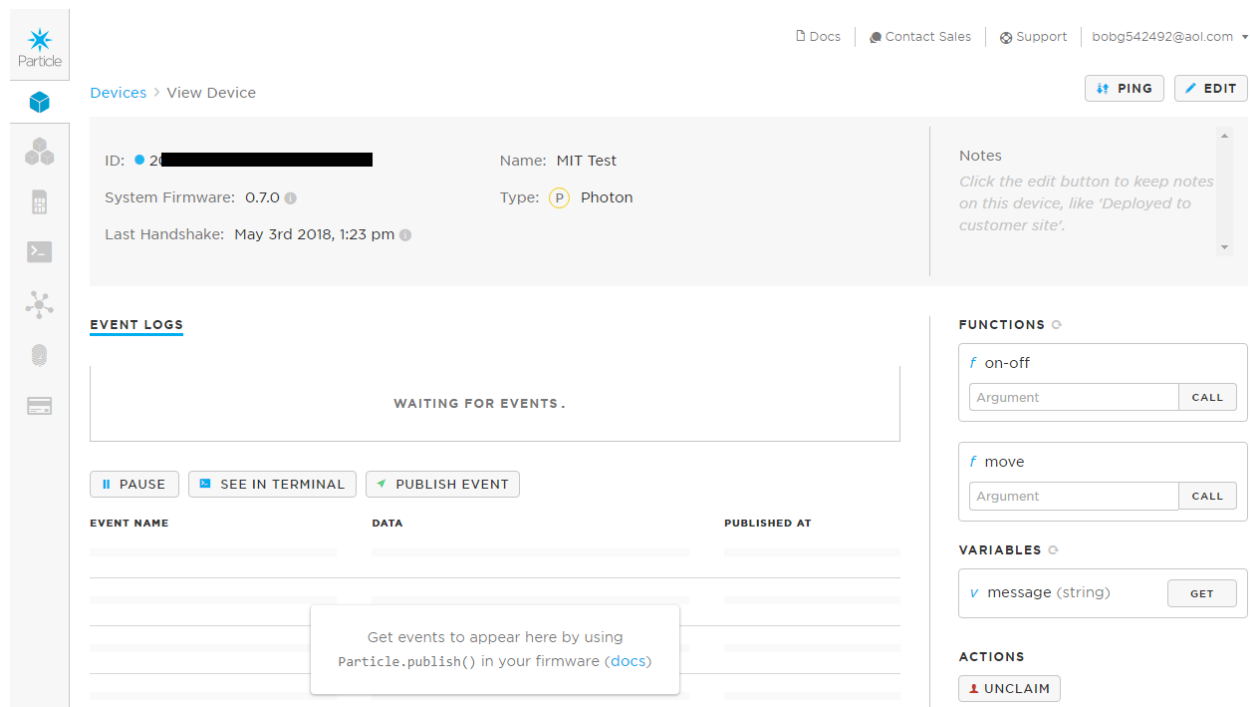 Particle
Docs
Contact Sales
Support
bobg542492@aol.com
Devices > View Device
PING
EDIT
ID: 2
Name: MIT Test
System Firmware: 0.7.0
Type: P Photon
Last Handshake: May 3rd 2018, 1:23 pm
Notes
Click the edit button to keep notes
on this device, like 'Deployed to
customer site'.
EVENT LOGS
WAITING FOR EVENTS.
PAUSE
SEE IN TERMINAL
PUBLISH EVENT
EVENT NAME DATA PUBLISHED AT
Get events to appear here by using
Particle.publish() in your firmware (docs)
FUNCTIONS
f on-off
Argument CALL
f move
Argument CALL
VARIABLES
v message (string) GET
ACTIONS
UNCLAIM